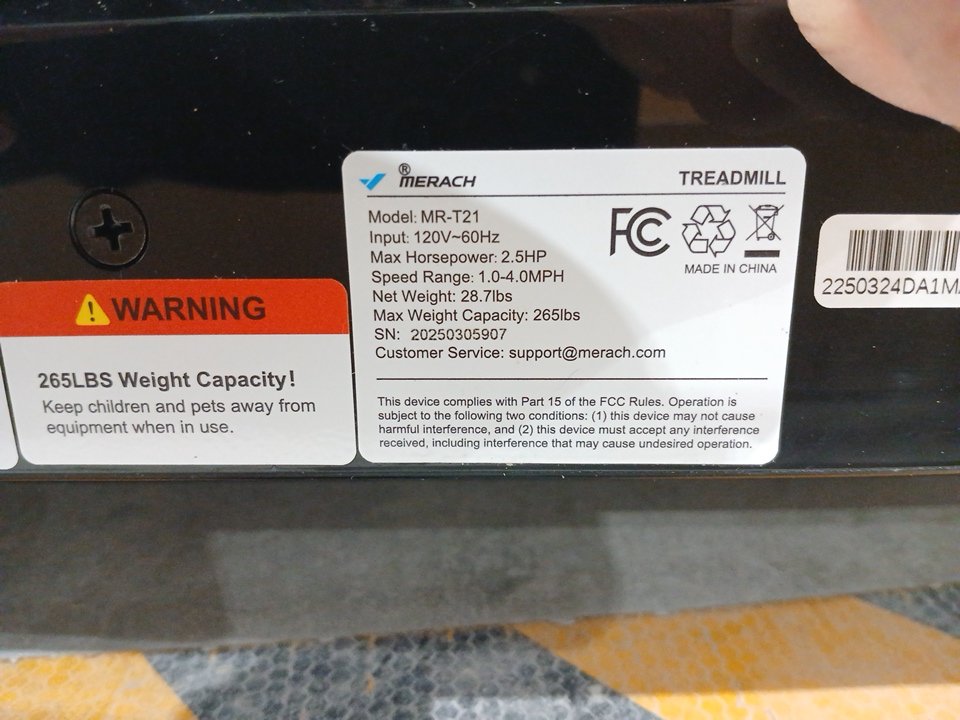 ® MERACH TREADMILL
Model: MR-T21
Input: 120V~60Hz
Max Horsepower: 2.5HP
Speed Range: 1.0-4.0MPH
Net Weight: 28.7lbs
Max Weight Capacity: 265lbs
SN: 20250305907
Customer Service: support@merach.com
FC
MADE IN CHINA
This device complies with Part 15 of the FCC Rules. Operation is
subject to the following two conditions: (1) this device may not cause
harmful interference, and (2) this device must accept any interference
received, including interference that may cause undesired operation.
WARNING
265LBS Weight Capacity!
Keep children and pets away from
equipment when in use.
2250324DA1M